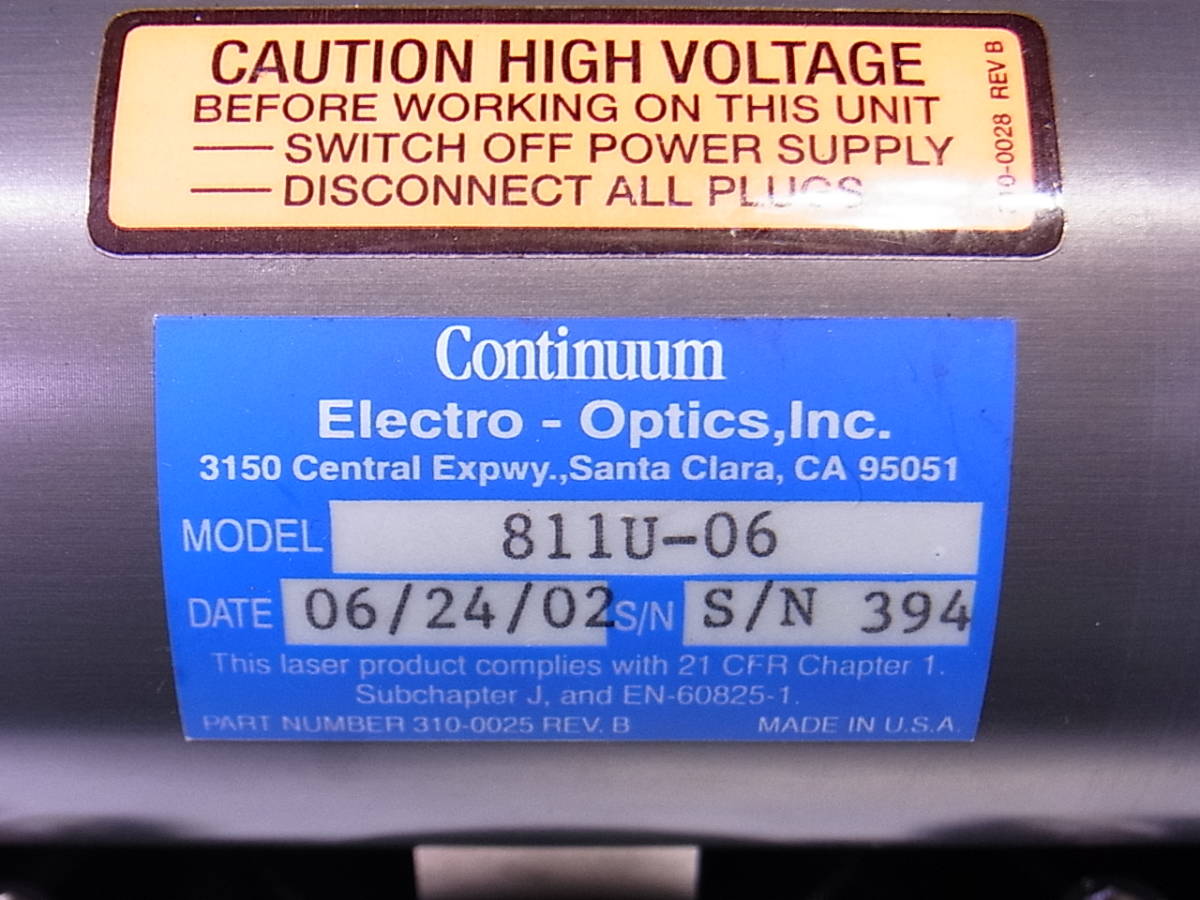 CAUTION HIGH VOLTAGE
BEFORE WORKING ON THIS UNIT
— SWITCH OFF POWER SUPPLY
— DISCONNECT ALL PLUGS
310-0028 REV B
Continuum
Electro - Optics,Inc.
3150 Central Expwy.,Santa Clara, CA 95051
MODEL 811U-06
DATE 06/24/02 S/N S/N 394
This laser product complies with 21 CFR Chapter 1.
Subchapter J, and EN-60825-1.
PART NUMBER 310-0025 REV. B MADE IN U.S.A.